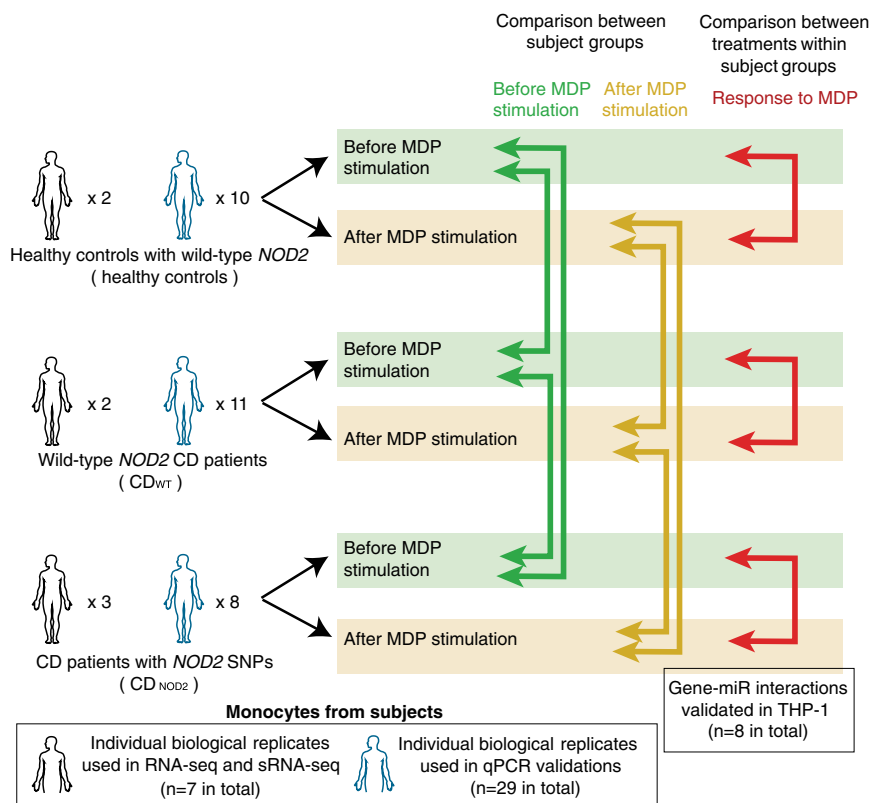 Comparison between
subject groups
Comparison between
treatments within
subject groups
Before MDP
stimulation
After MDP
stimulation
Response to MDP
x 2
x 10
Healthy controls with wild-type NOD2
( healthy controls )
Before MDP
stimulation
After MDP stimulation
x 2
x 11
Wild-type NOD2 CD patients
( CDWT )
Before MDP
stimulation
After MDP stimulation
x 3
x 8
CD patients with NOD2 SNPs
( CD NOD2 )
Before MDP
stimulation
After MDP stimulation
Gene-miR interactions
validated in THP-1
(n=8 in total)
Monocytes from subjects
Individual biological replicates
used in RNA-seq and sRNA-seq
(n=7 in total)
Individual biological replicates
used in qPCR validations
(n=29 in total)